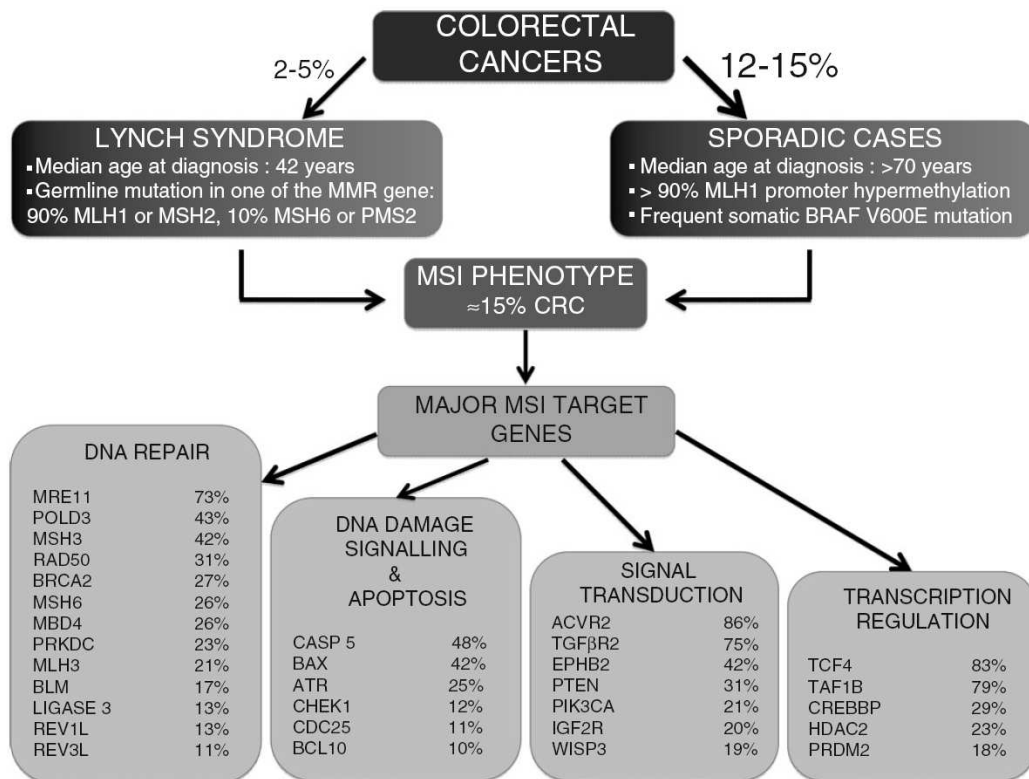 COLORECTAL
CANCERS
2-5%
12-15%
LYNCH SYNDROME
▪Median age at diagnosis : 42 years
▪Germline mutation in one of the MMR gene:
90% MLH1 or MSH2, 10% MSH6 or PMS2
SPORADIC CASES
▪ Median age at diagnosis : >70 years
▪ > 90% MLH1 promoter hypermethylation
▪ Frequent somatic BRAF V600E mutation
MSI PHENOTYPE
≈15% CRC
MAJOR MSI TARGET
GENES
DNA REPAIR
MRE11 73%
POLD3 43%
MSH3 42%
RAD50 31%
BRCA2 27%
MSH6 26%
MBD4 26%
PRKDC 23%
MLH3 21%
BLM 17%
LIGASE 3 13%
REV1L 13%
REV3L 11%
DNA DAMAGE
SIGNALLING
&
APOPTOSIS
CASP 5 48%
BAX 42%
ATR 25%
CHEK1 12%
CDC25 11%
BCL10 10%
SIGNAL
TRANSDUCTION
ACVR2 86%
TGFβR2 75%
EPHB2 42%
PTEN 31%
PIK3CA 21%
IGF2R 20%
WISP3 19%
TRANSCRIPTION
REGULATION
TCF4 83%
TAF1B 79%
CREBBP 29%
HDAC2 23%
PRDM2 18%